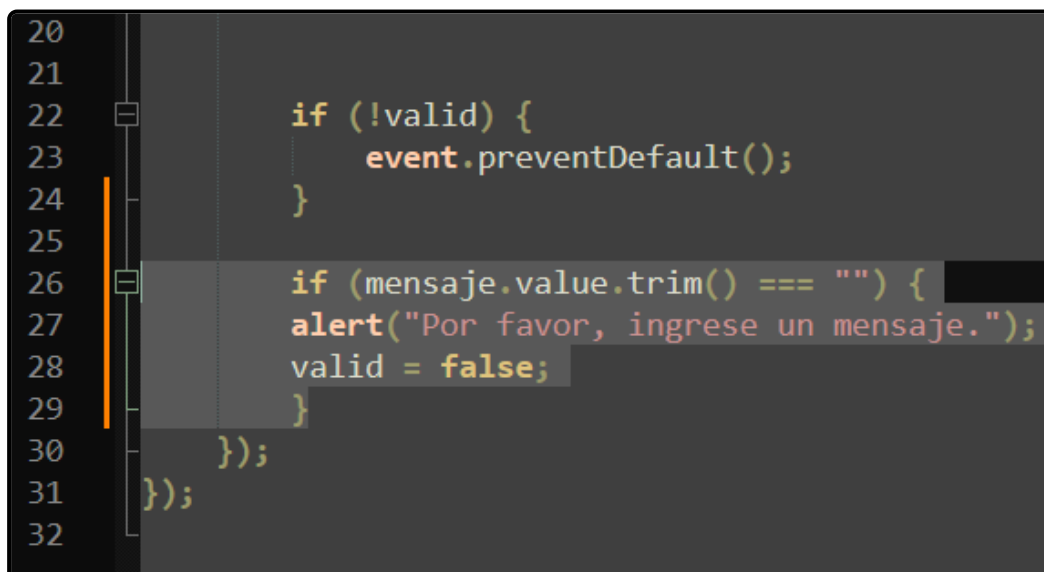 20
21
22 if (!valid) {
23 event.preventDefault();
24 }
25
26 if (mensaje.value.trim() === "") {
27 alert("Por favor, ingrese un mensaje.");
28 valid = false;
29 }
30 });
31 });
32